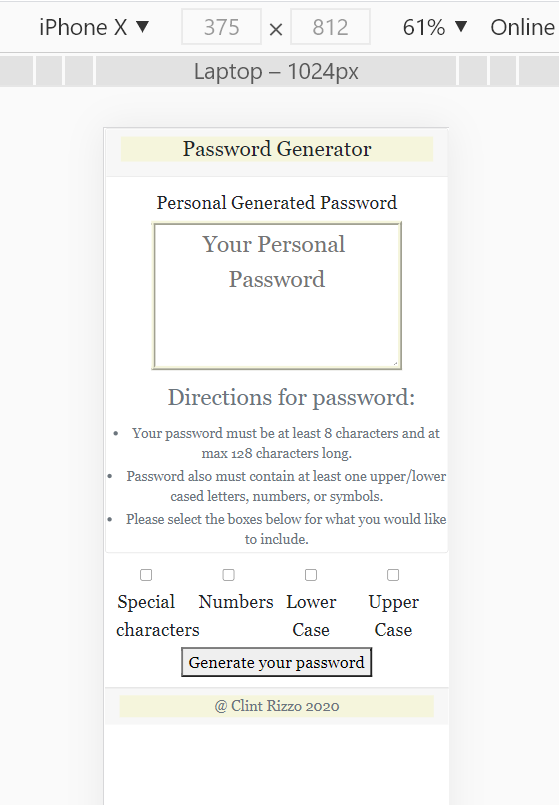 iPhone X ▼ 375 × 812 61% ▼ Online
Laptop – 1024px
Password Generator
Personal Generated Password
Your Personal
Password
Directions for password:
• Your password must be at least 8 characters and at
max 128 characters long.
• Password also must contain at least one upper/lower
cased letters, numbers, or symbols.
• Please select the boxes below for what you would like
to include.
Special Numbers Lower Upper
characters Case Case
Generate your password
@ Clint Rizzo 2020